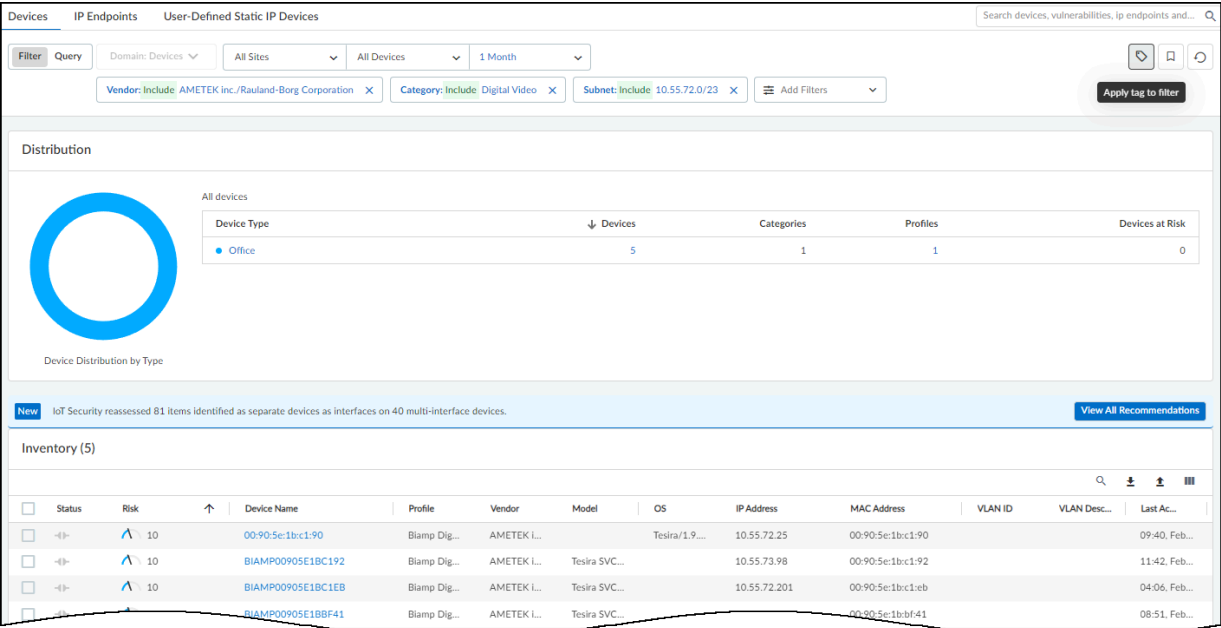 Devices IP Endpoints User-Defined Static IP Devices Search devices, vulnerabilities, ip endpoints and...
Filter Query Domain: Devices All Sites All Devices 1 Month
Vendor: Include AMETEK inc./Rauland-Borg Corporation X Category: Include Digital Video X Subnet: Include 10.55.72.0/23 X Add Filters
Apply tag to filter
Distribution
All devices
Device Type Devices Categories Profiles Devices at Risk
Office 5 1 1 0
Device Distribution by Type
New IoT Security reassessed 81 items identified as separate devices as interfaces on 40 multi-interface devices. View All Recommendations
Inventory (5)
Status Risk Device Name Profile Vendor Model OS IP Address MAC Address VLAN ID VLAN Desc... Last Ac...
10 00:90:5e:1b:c1:90 Biamp Dig... AMETEK i... Tesira/1.9.... 10.55.72.25 00:90:5e:1b:c1:90 09:40, Feb...
10 BIAMP00905E1BC192 Biamp Dig... AMETEK i... Tesira SVC... 10.55.73.98 00:90:5e:1b:c1:92 11:42, Feb...
10 BIAMP00905E1BC1EB Biamp Dig... AMETEK i... Tesira SVC... 10.55.72.201 00:90:5e:1b:c1:eb 04:06, Feb...
10 BIAMP00905E1BBF41 Biamp Dig... AMETEK i... Tesira SVC... 00:90:5e:1b:bf:41 08:51, Feb...